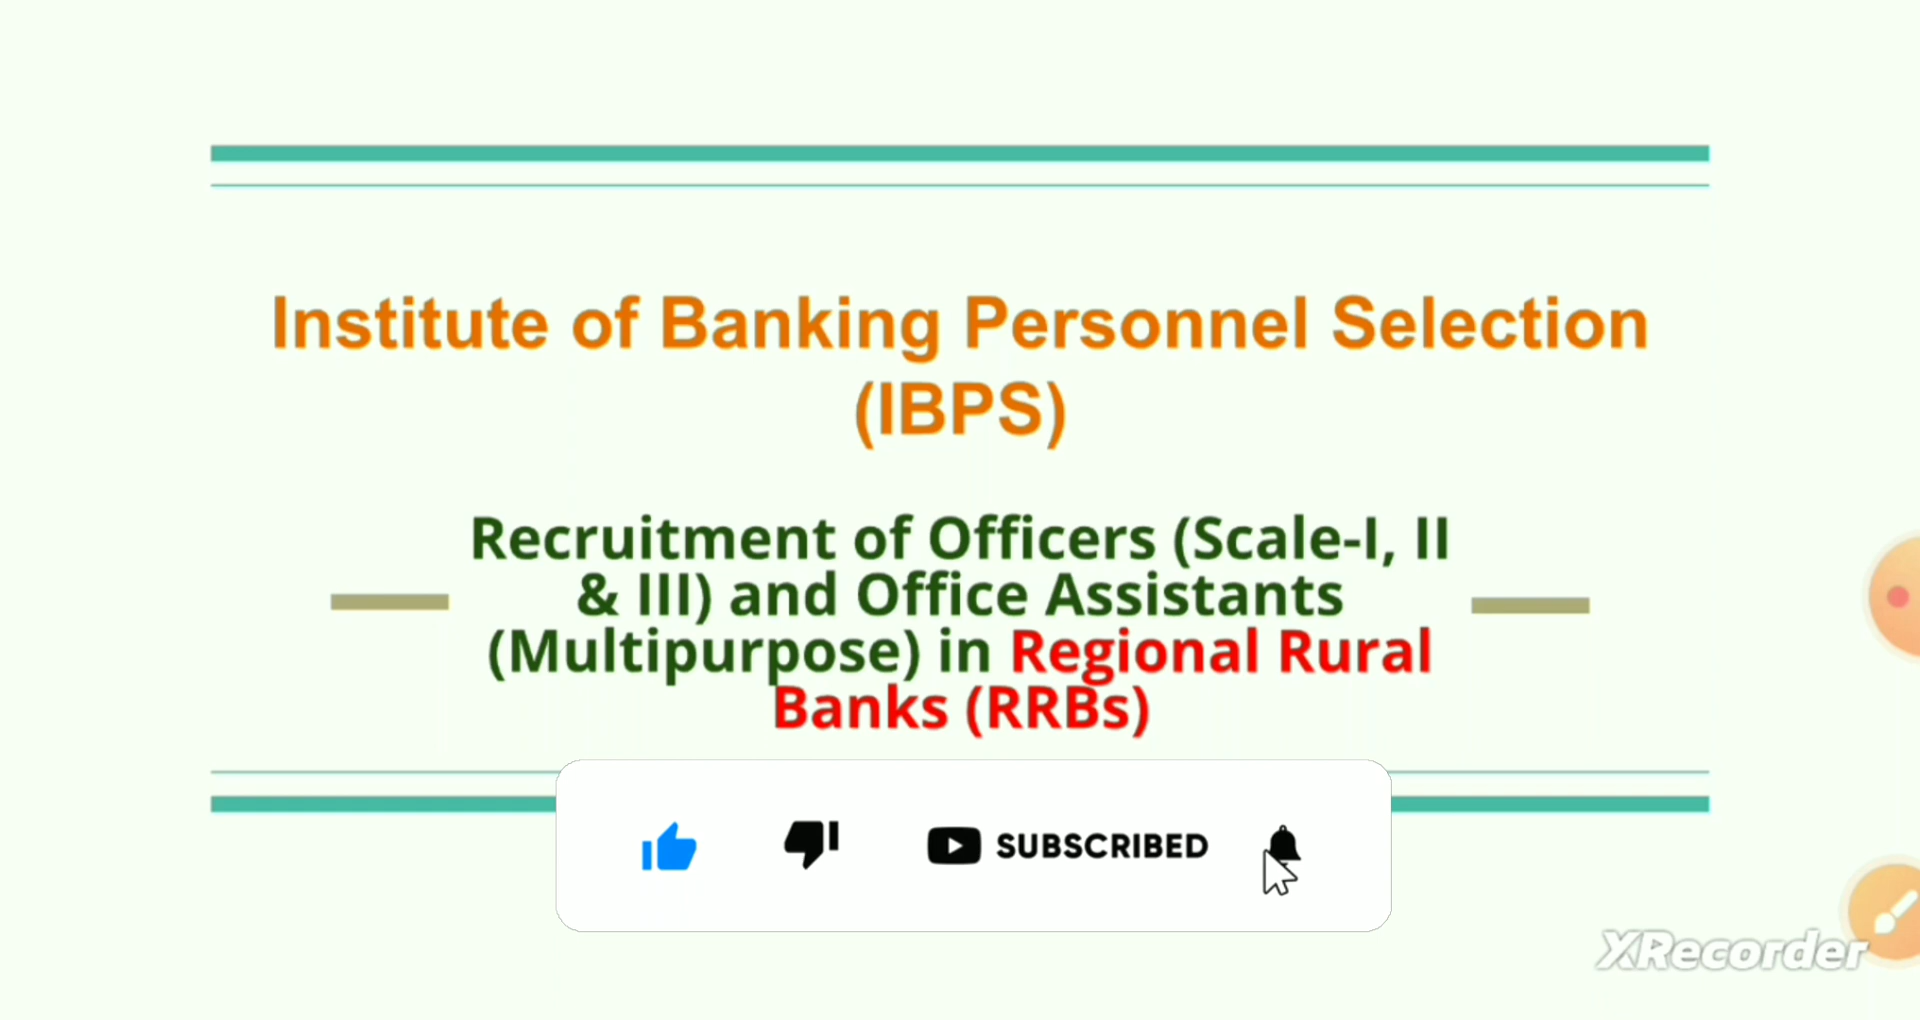 Institute of Banking Personnel Selection
(IBPS)
Recruitment of Officers (Scale-I, II
& III) and Office Assistants
(Multipurpose) in Regional Rural
Banks (RRBs)
SUBSCRIBED
XRecorder